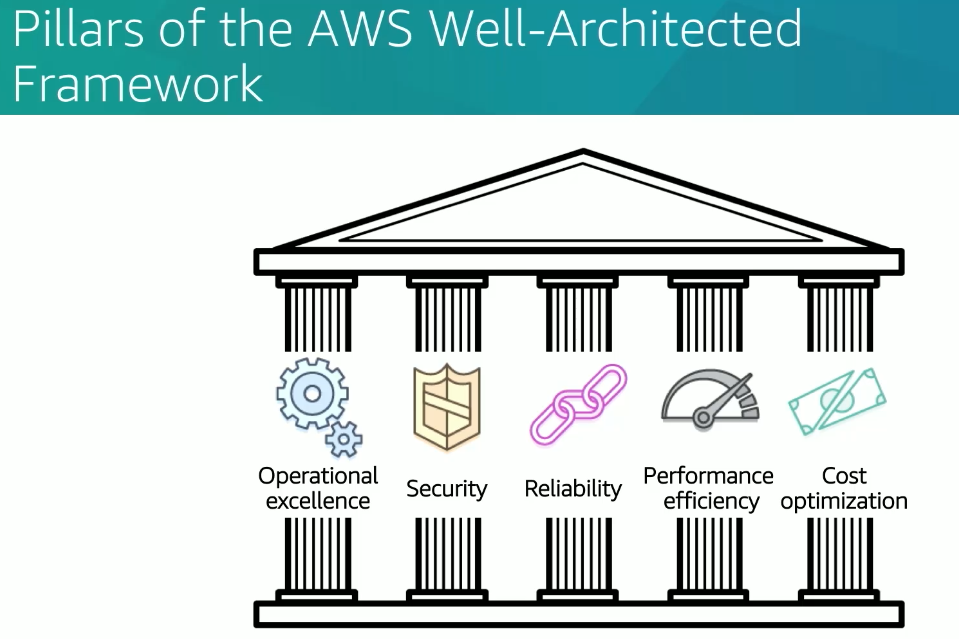 Pillars of the AWS Well-Architected
Framework
Operational
excellence
Security
Reliability
Performance
efficiency
Cost
optimization